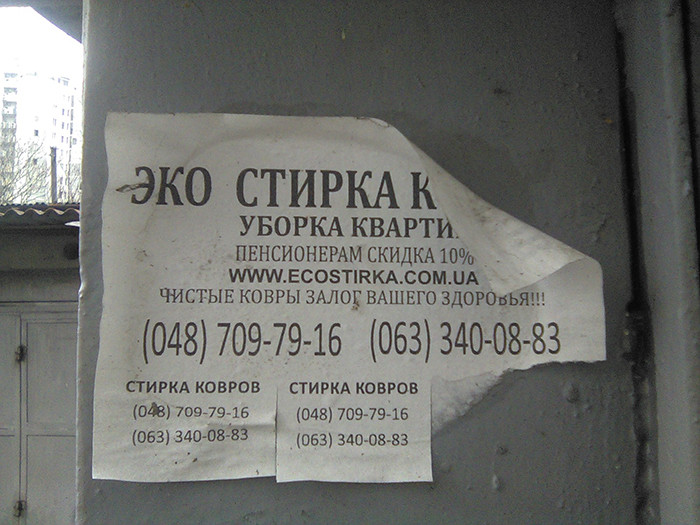 ЭКО СТИРКА К
УБОРКА КВАРТИ
ПЕНСИОНЕРАМ СКИДКА 10%
WWW.ECOSTIRKA.COM.UA
ЧИСТЫЕ КОВРЫ ЗАЛОГ ВАШЕГО ЗДОРОВЬЯ!!!
(048) 709-79-16 (063) 340-08-83
СТИРКА КОВРОВ
(048) 709-79-16
(063) 340-08-83
СТИРКА КОВРОВ
(048) 709-79-16
(063) 340-08-83